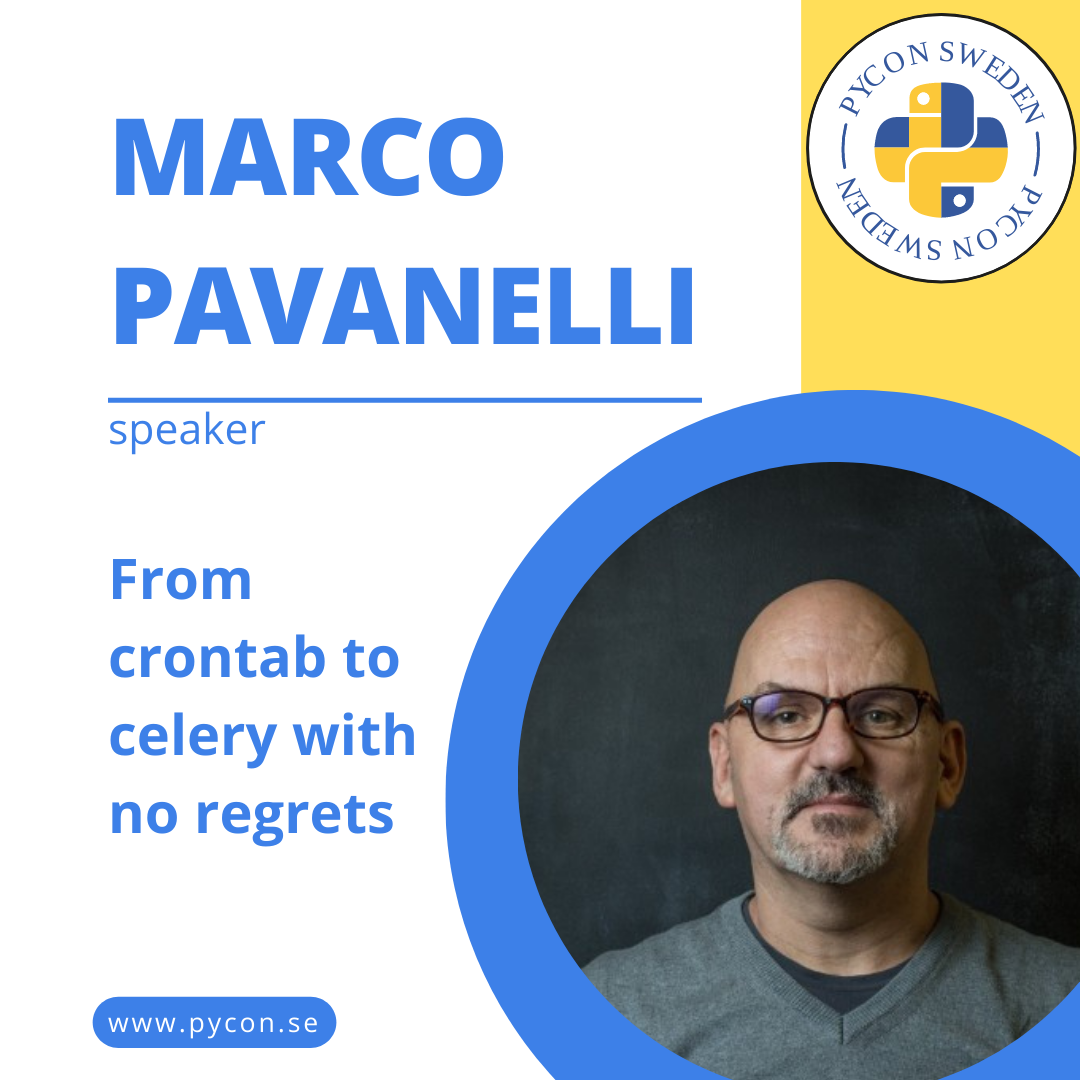 MARCO
PAVANELLI
speaker
From
crontab to
celery with
no regrets
www.pycon.se
PYCON SWEDEN
PYCON SWEDEN